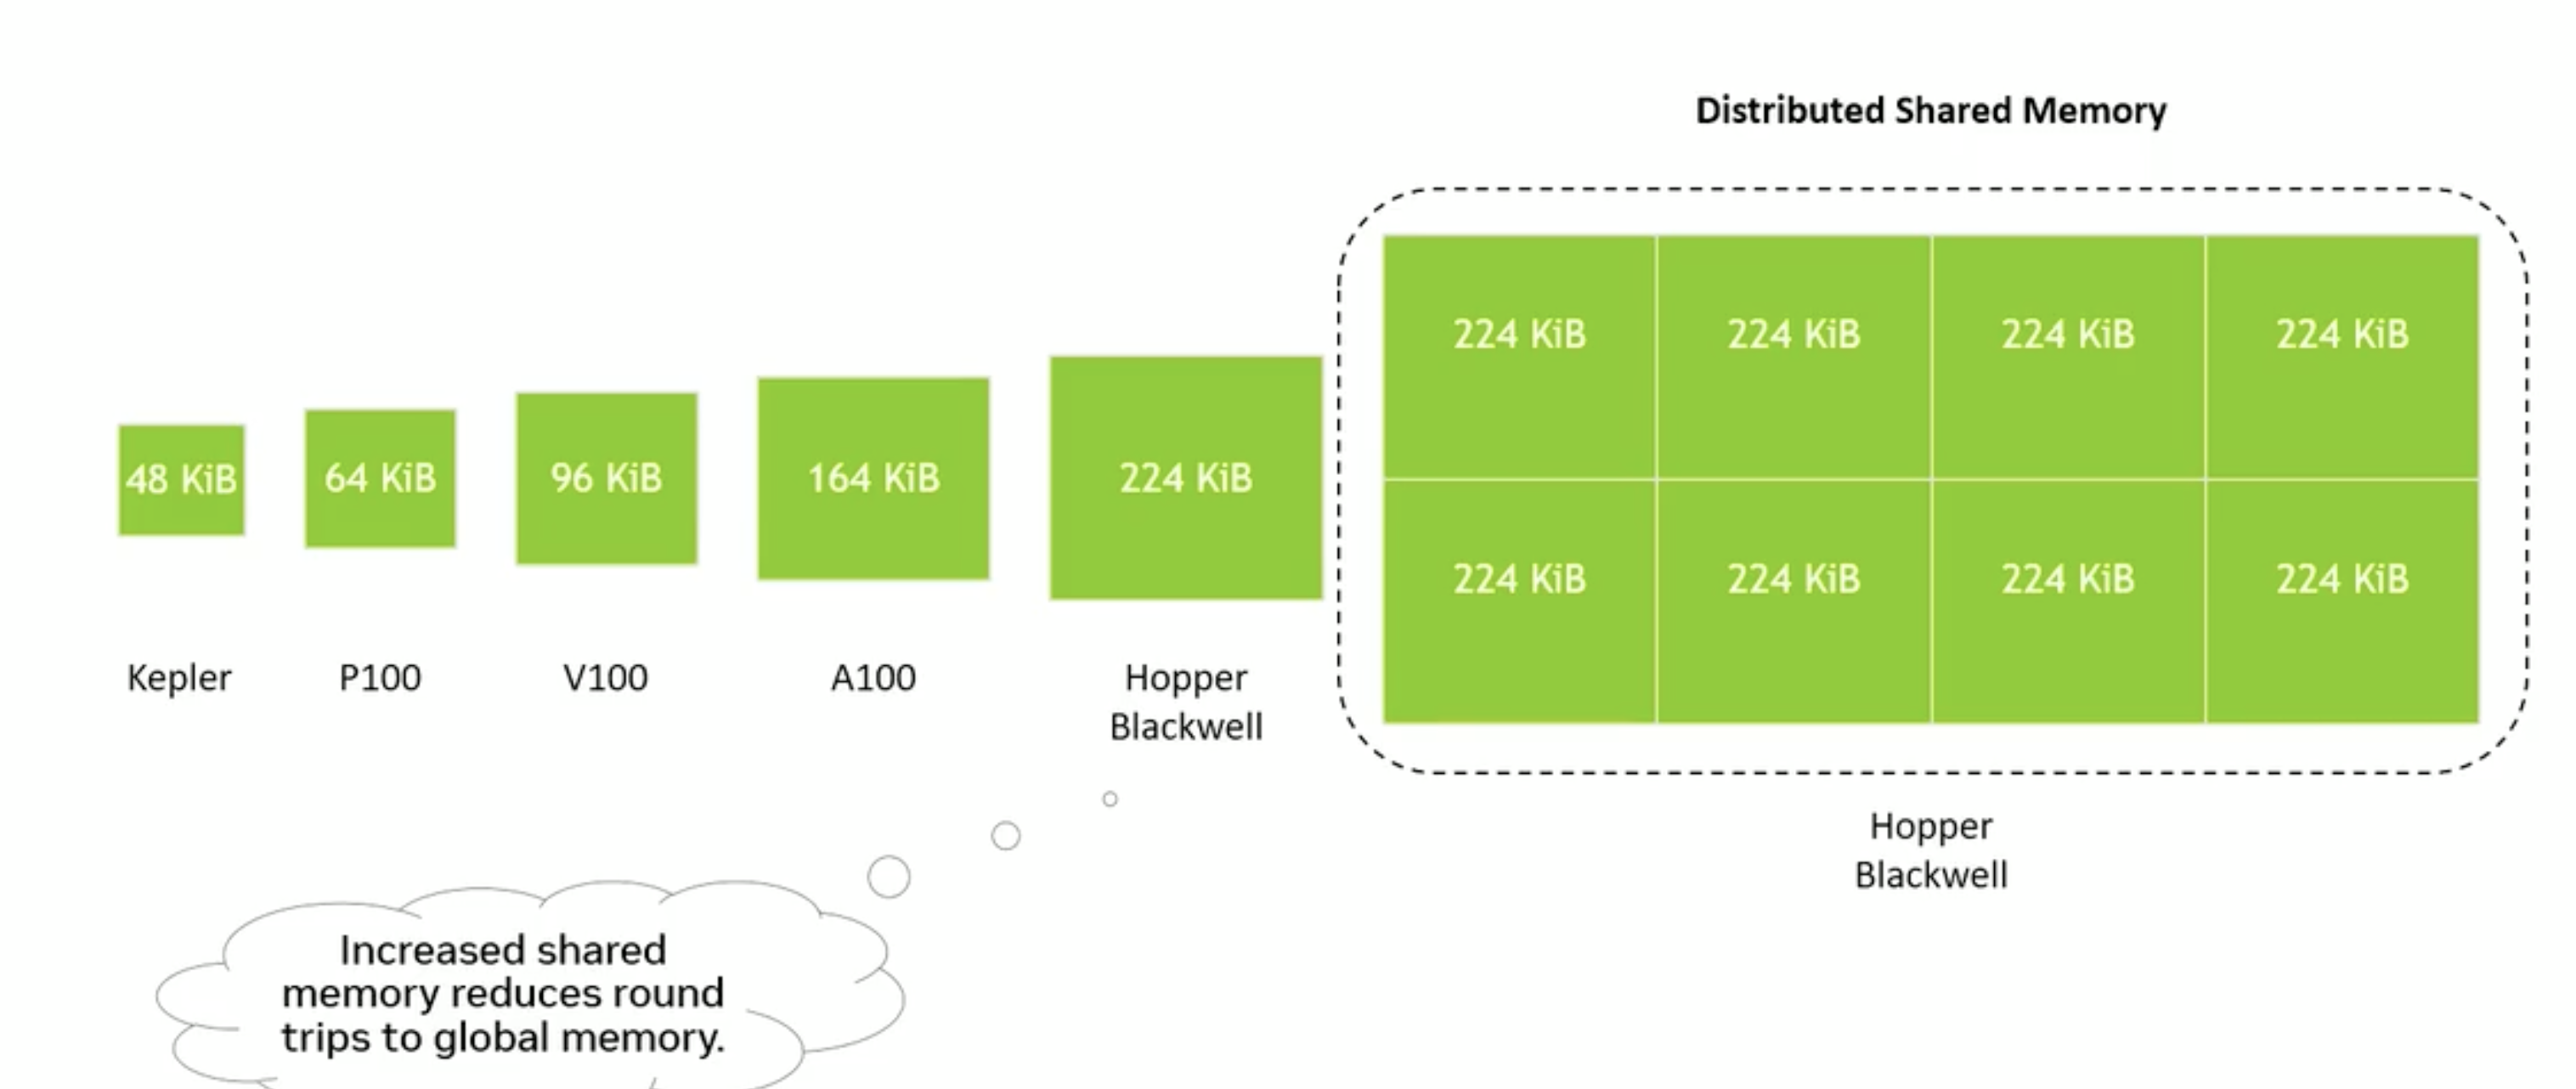 Distributed Shared Memory
48 KiB
64 KiB
96 KiB
164 KiB
224 KiB
224 KiB
224 KiB
224 KiB
224 KiB
224 KiB
224 KiB
224 KiB
224 KiB
Kepler
P100
V100
A100
Hopper
Blackwell
Hopper
Blackwell
Increased shared
memory reduces round
trips to global memory.